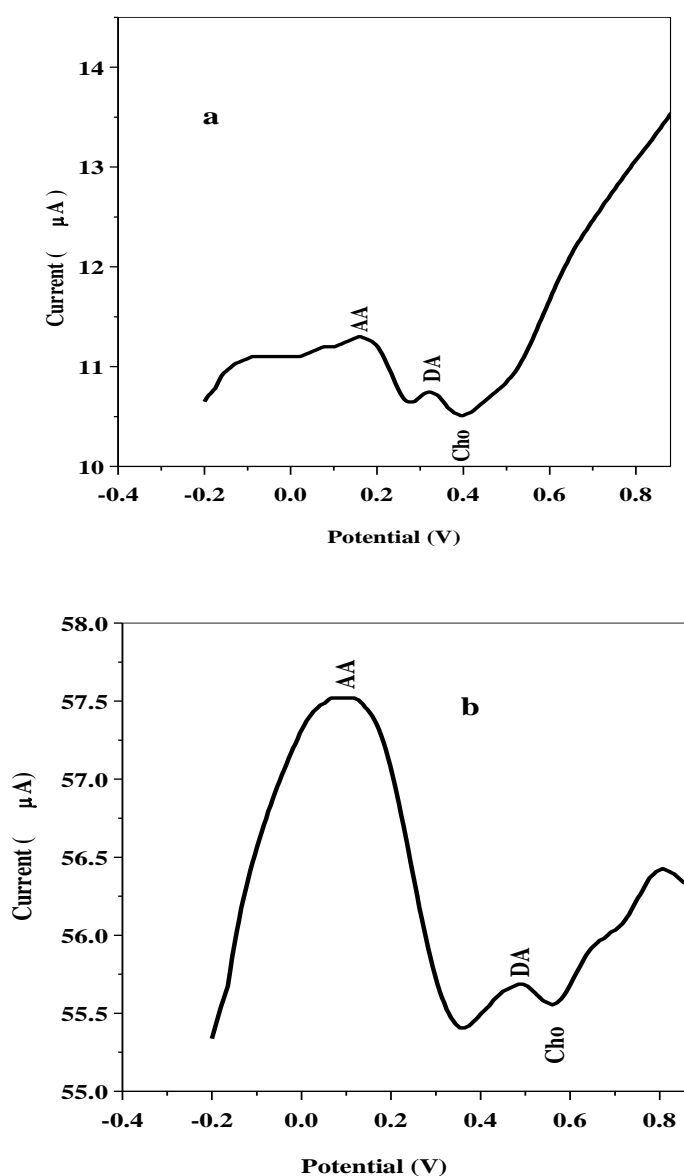 14
a
13
Current ( μA )
12
AA
DA
11
Cho
10
-0.4 -0.2 0.0 0.2 0.4 0.6 0.8
Potential (V)
58.0
AA
b
57.5
57.0
Current ( μA)
56.5
56.0
DA
55.5
Cho
55.0
-0.4 -0.2 0.0 0.2 0.4 0.6 0.8
Potential (V)